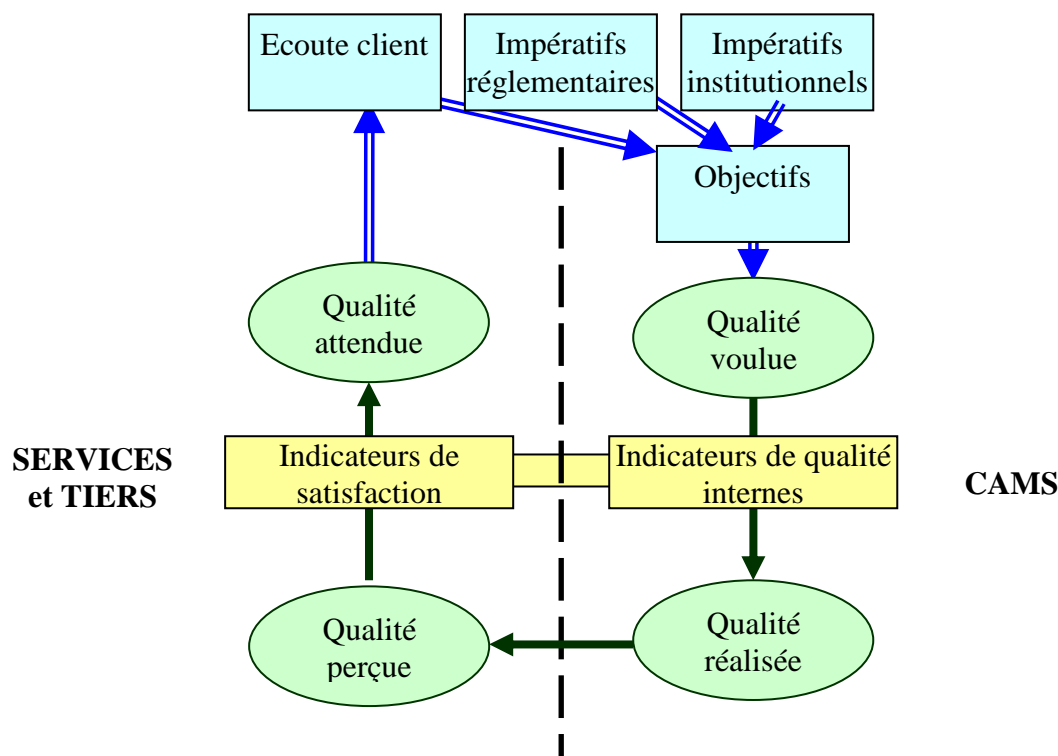 Ecoute client
Impératifs
réglementaires
Impératifs
institutionnels
Objectifs
Qualité
attendue
Qualité
voulue
SERVICES
et TIERS
Indicateurs de
satisfaction
Indicateurs de qualité
internes
CAMS
Qualité
perçue
Qualité
réalisée